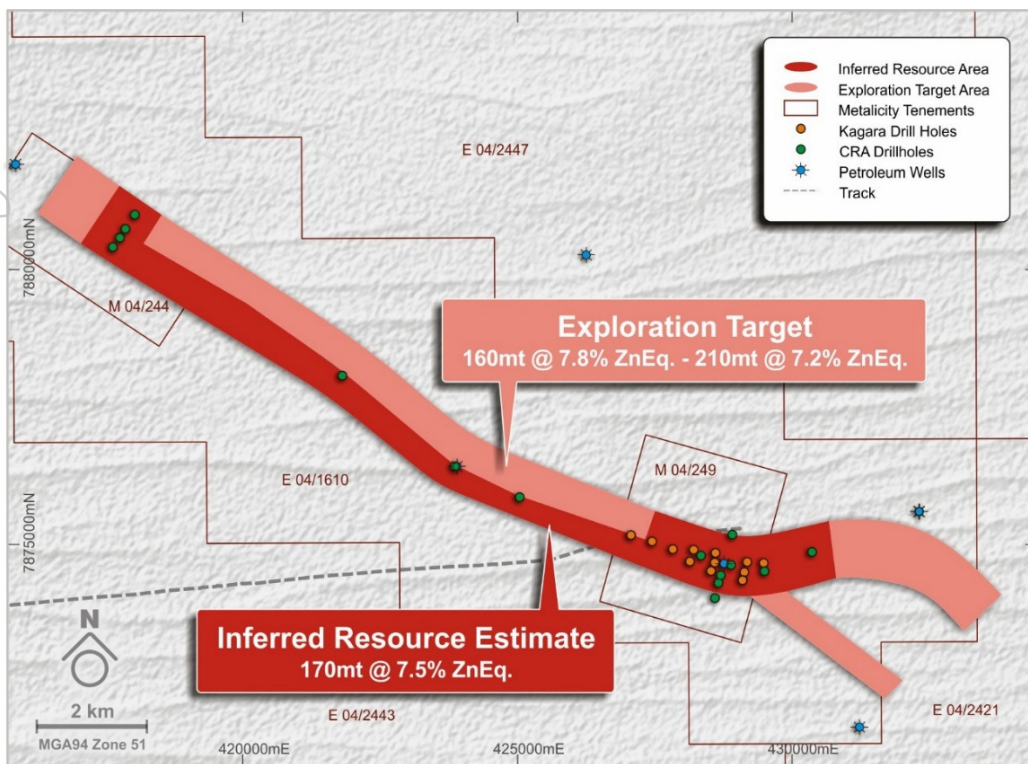 Inferred Resource Area
Exploration Target Area
Metalicity Tenements
Kagara Drill Holes
CRA Drillholes
Petroleum Wells
Track
E 04/2447
7880000mN
M 04/244
Exploration Target
160mt @ 7.8% ZnEq. - 210mt @ 7.2% ZnEq.
E 04/1610
M 04/249
7875000mN
Inferred Resource Estimate
170mt @ 7.5% ZnEq.
N
2 km
MGA94 Zone 51
E 04/2443
E 04/2421
420000mE
425000mE
430000mE